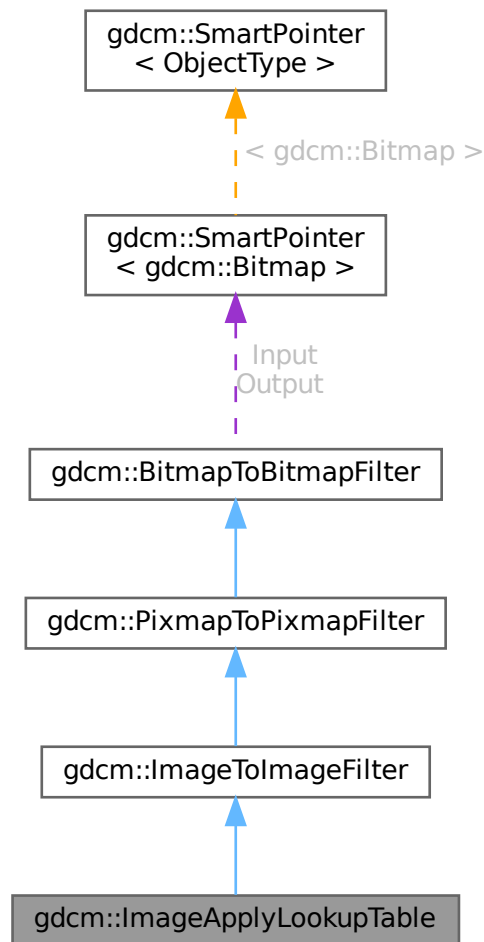 gdcm::SmartPointer
< ObjectType >
< gdcm::Bitmap >
gdcm::SmartPointer
< gdcm::Bitmap >
Input
Output
gdcm::BitmapToBitmapFilter
gdcm::PixmapToPixmapFilter
gdcm::ImageToImageFilter
gdcm::ImageApplyLookupTable